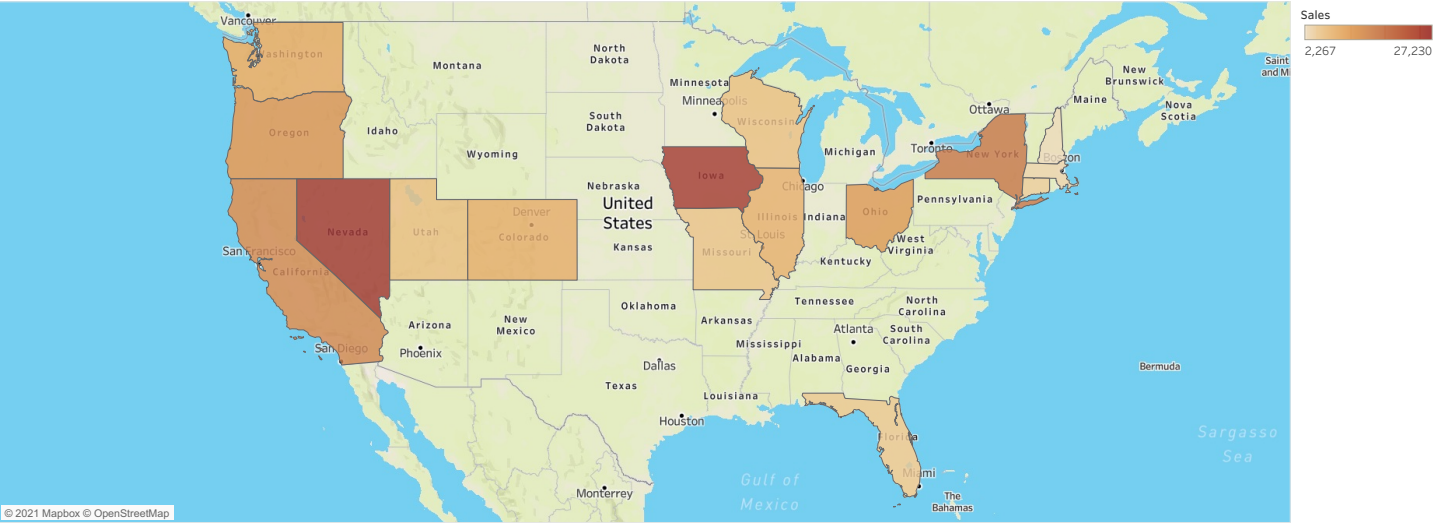 Sales
2,267 27,230
Vancouver
Washington
Montana
North
Dakota
Minnesota
Minneapolis
Ottawa
Maine
New
Brunswick
Nova
Scotia
Saint
Oregon
Idaho
South
Dakota
Wisconsin
Michigan
Toronto
New York
Boston
Wyoming
Iowa
Chicago
Nebraska
United
States
Pennsylvania
Nevada
Utah
Denver
Colorado
Illinois
Indiana
Ohio
San Francisco
California
Kansas
St Louis
Missouri
West
Virginia
Kentucky
Arizona
New
Mexico
Oklahoma
Arkansas
Tennessee
North
Carolina
San Diego
Phoenix
Dallas
Mississippi
Atlanta
South
Carolina
Alabama
Georgia
Bermuda
Texas
Louisiana
Houston
Florida
Sargasso
Sea
Gulf of
Mexico
Miami
Monterrey
The
Bahamas
© 2021 Mapbox © OpenStreetMap